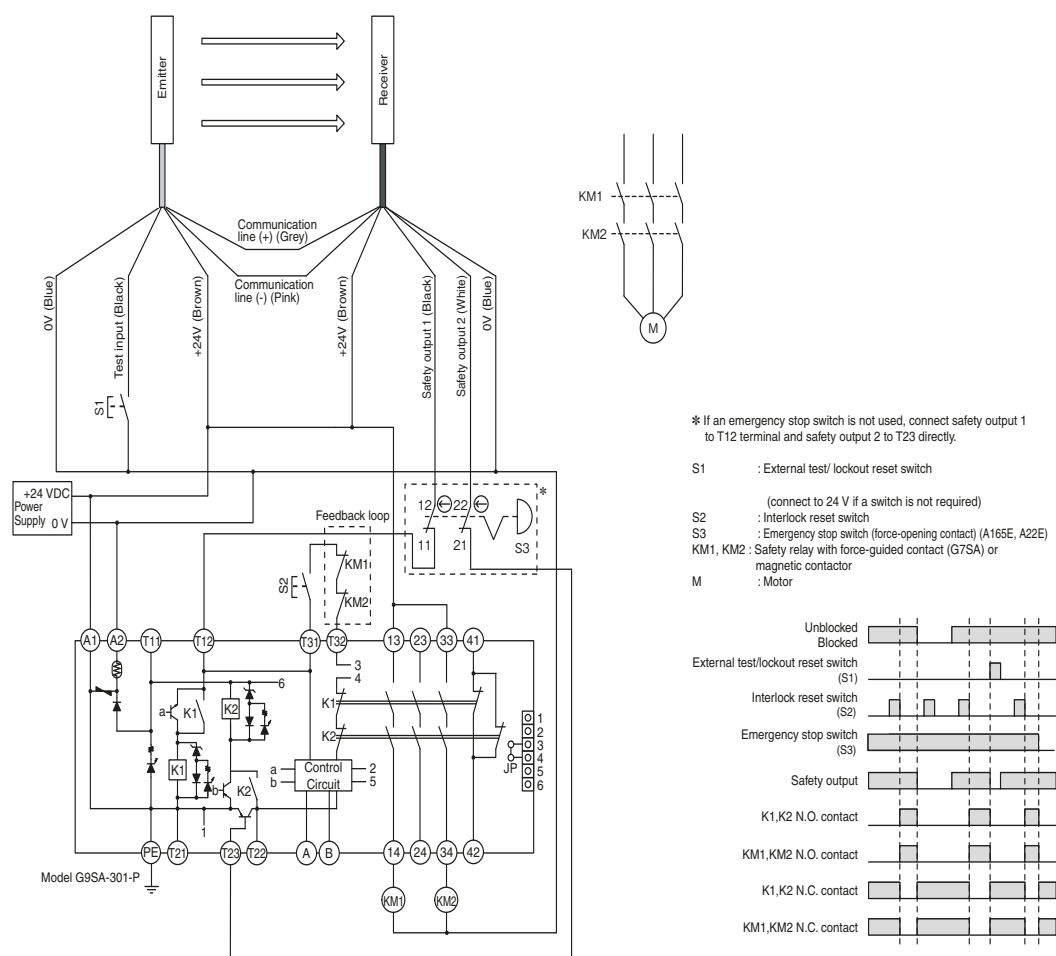 Emitter
Receiver
Communication
line (+) (Grey)
Communication
line (-) (Pink)
0V (Blue)
Test input (Black)
+24V (Brown)
+24V (Brown)
Safety output 1 (Black)
Safety output 2 (White)
0V (Blue)
S1
+24 VDC
Power
Supply 0 V
Feedback loop
12 22
11 21
S3
*
S2
KM1
KM2
A1 A2 T11 T12 T31 T32 13 23 33 41
3
4
6
a
K1
K2
K1
K2
K1
b
K2
a
b
Control
Circuit
2
5
1
JP
1
2
3
4
5
6
PE T21 T23 T22 A B 14 24 34 42
Model G9SA-301-P
KM1 KM2
KM1
KM2
M
* If an emergency stop switch is not used, connect safety output 1
to T12 terminal and safety output 2 to T23 directly.
S1 : External test/ lockout reset switch
(connect to 24 V if a switch is not required)
S2 : Interlock reset switch
S3 : Emergency stop switch (force-opening contact) (A165E, A22E)
KM1, KM2 : Safety relay with force-guided contact (G7SA) or
magnetic contactor
M : Motor
Unblocked
Blocked
External test/lockout reset switch
(S1)
Interlock reset switch
(S2)
Emergency stop switch
(S3)
Safety output
K1,K2 N.O. contact
KM1,KM2 N.O. contact
K1,K2 N.C. contact
KM1,KM2 N.C. contact